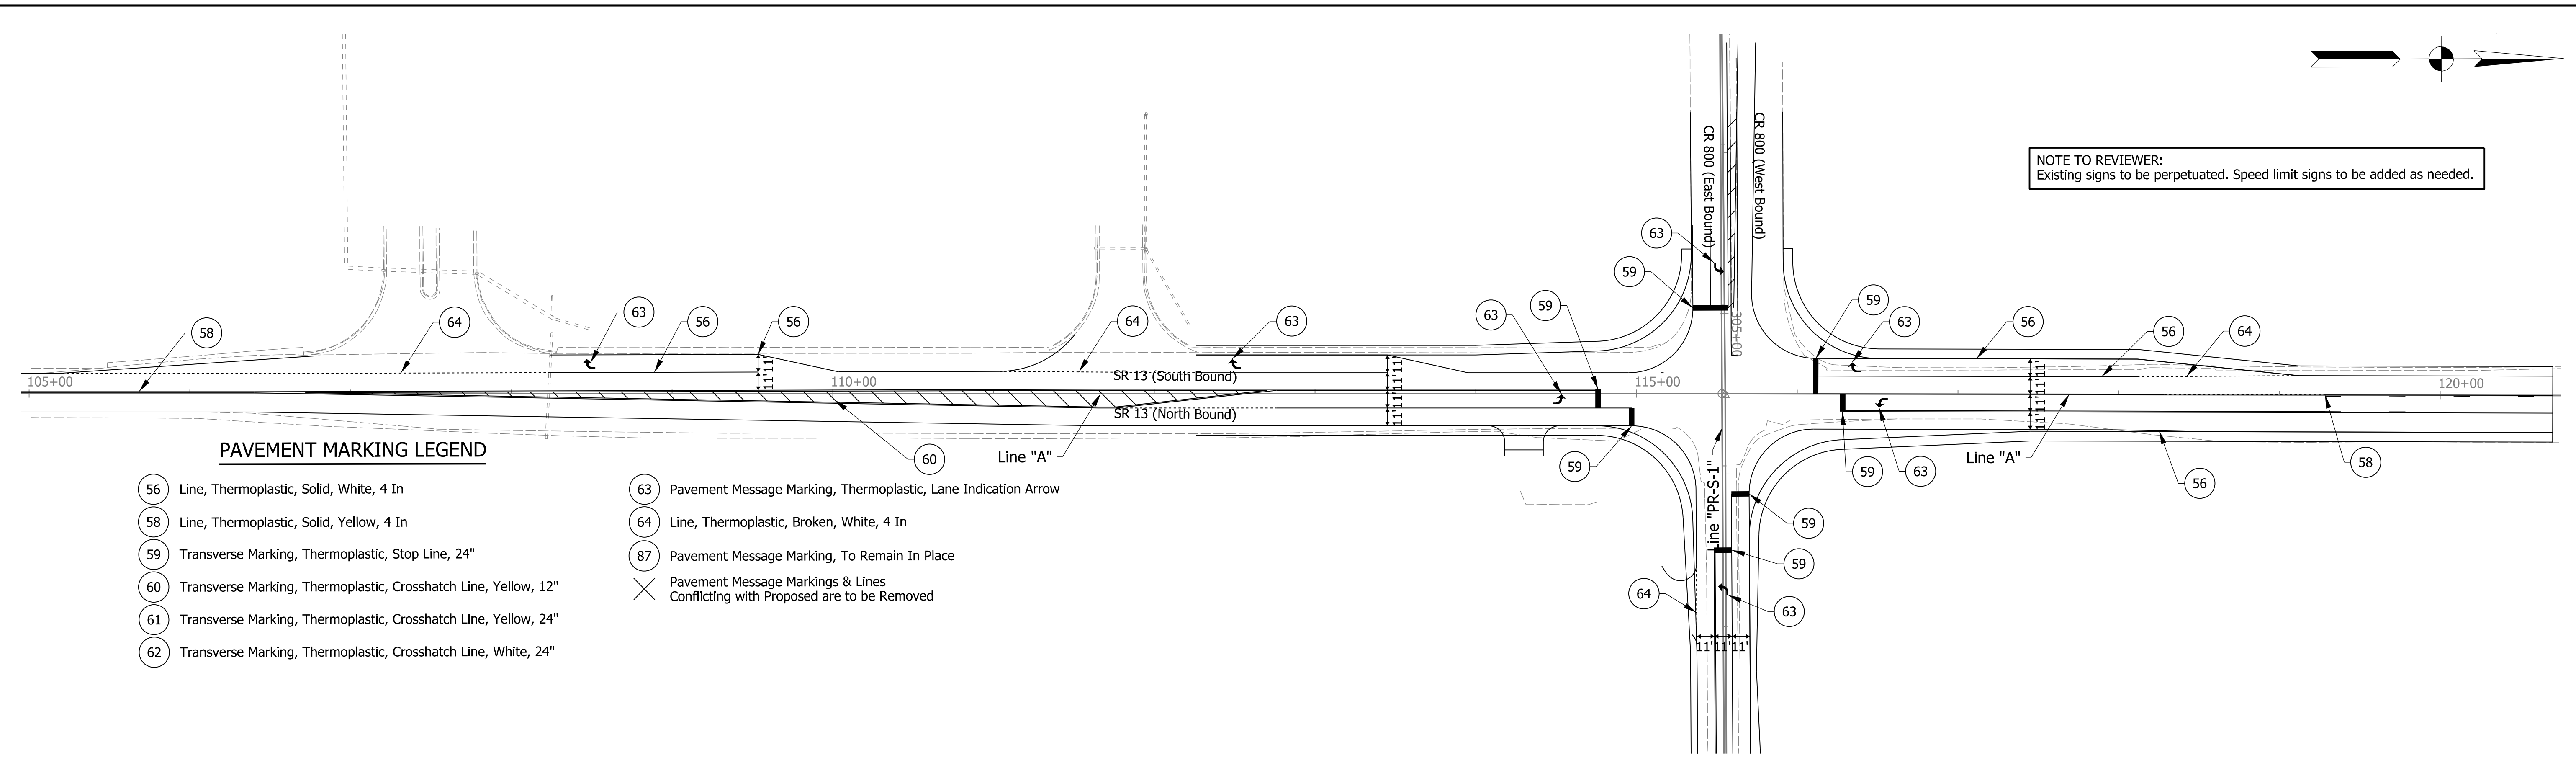 NOTE TO REVIEWER:
Existing signs to be perpetuated. Speed limit signs to be added as needed.
CR 800 (East Bound)
CR 800 (West Bound)
63
59
305+00
58
64
63
56
56
64
63
63
59
59
63
56
56
64
105+00
110+00
115+00
120+00
11'
11'
SR 13 (South Bound)
SR 13 (North Bound)
11'
11'
11'
11'
11'
11'
11'
11'
60
Line "A"
59
Line "PR-S-1"
59
63
Line "A"
56
58
59
59
64
63
11'
11'
11'
PAVEMENT MARKING LEGEND
56 Line, Thermoplastic, Solid, White, 4 In
58 Line, Thermoplastic, Solid, Yellow, 4 In
59 Transverse Marking, Thermoplastic, Stop Line, 24"
60 Transverse Marking, Thermoplastic, Crosshatch Line, Yellow, 12"
61 Transverse Marking, Thermoplastic, Crosshatch Line, Yellow, 24"
62 Transverse Marking, Thermoplastic, Crosshatch Line, White, 24"
63 Pavement Message Marking, Thermoplastic, Lane Indication Arrow
64 Line, Thermoplastic, Broken, White, 4 In
87 Pavement Message Marking, To Remain In Place
Pavement Message Markings & Lines
Conflicting with Proposed are to be Removed